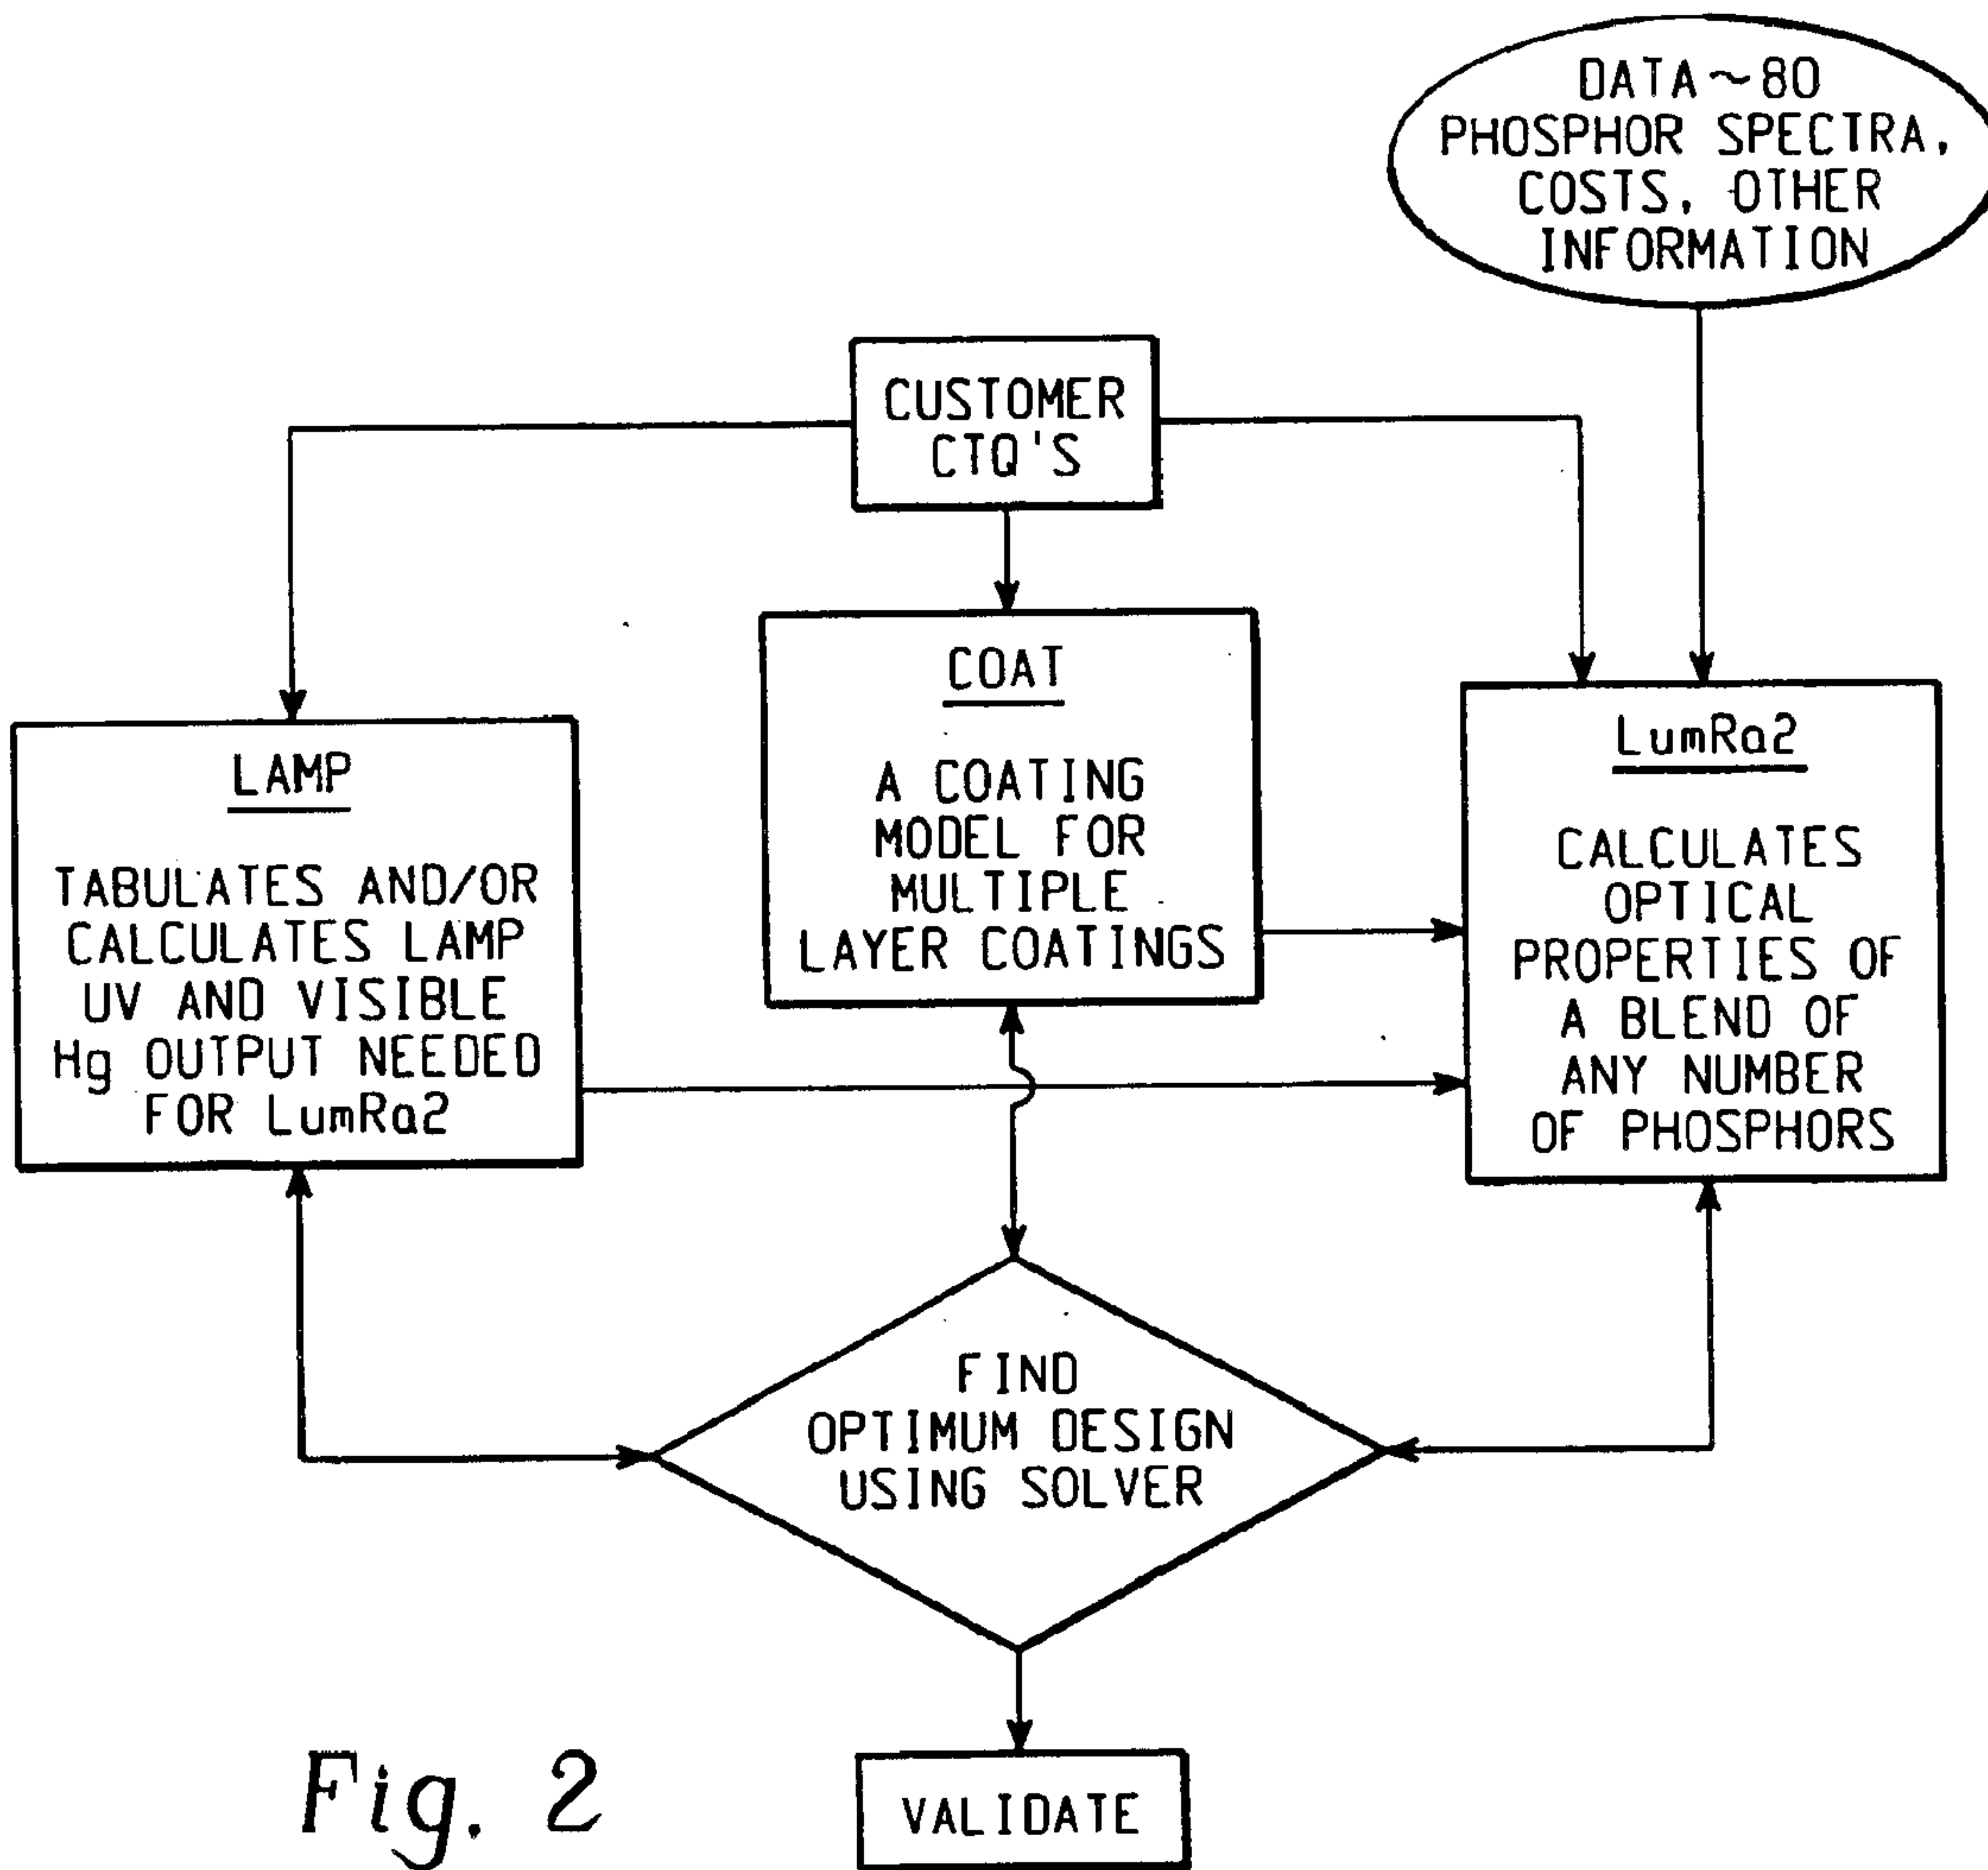 DATA~80
PHOSPHOR SPECTRA,
COSTS, OTHER
INFORMATION
CUSTOMER
CTQ'S
LAMP
TABULATES AND/OR
CALCULATES LAMP
UV AND VISIBLE
Hg OUTPUT NEEDED
FOR LumRa2
COAT
A COATING
MODEL FOR
MULTIPLE
LAYER COATINGS
LumRa2
CALCULATES
OPTICAL
PROPERTIES OF
A BLEND OF
ANY NUMBER
OF PHOSPHORS
FIND
OPTIMUM DESIGN
USING SOLVER
VALIDATE
Fig. 2